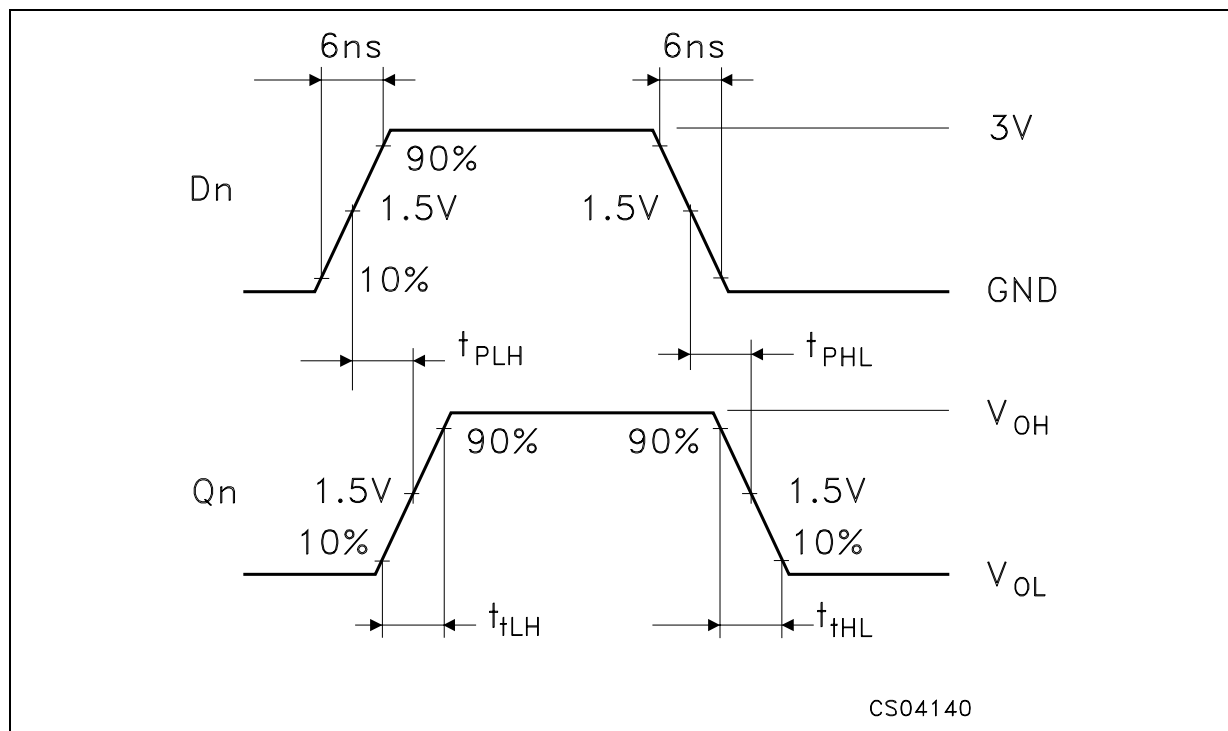 6ns 6ns
3V
90%
Dn 1.5V 1.5V
10% GND
tPLH tPHL
VOH
90% 90%
Qn 1.5V 1.5V
10% 10%
VOL
ttLH ttHL
CS04140